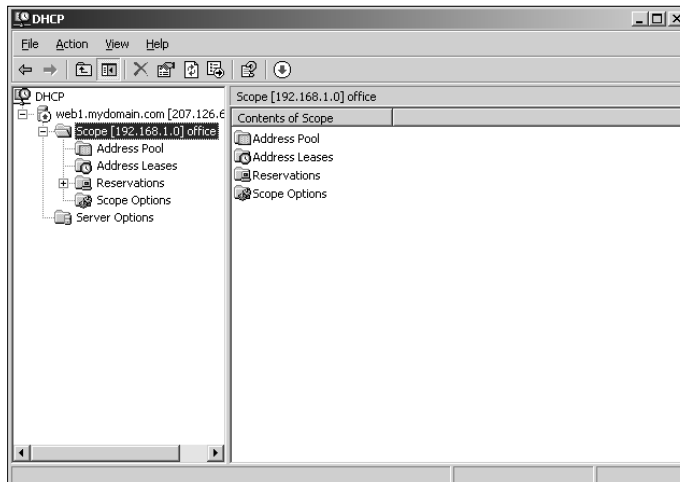 DHCP
File Action View Help
DHCP
web1.mydomain.com [207.126.6
Scope [192.168.1.0] office
Address Pool
Address Leases
Reservations
Scope Options
Server Options
Scope [192.168.1.0] office
Contents of Scope
Address Pool
Address Leases
Reservations
Scope Options